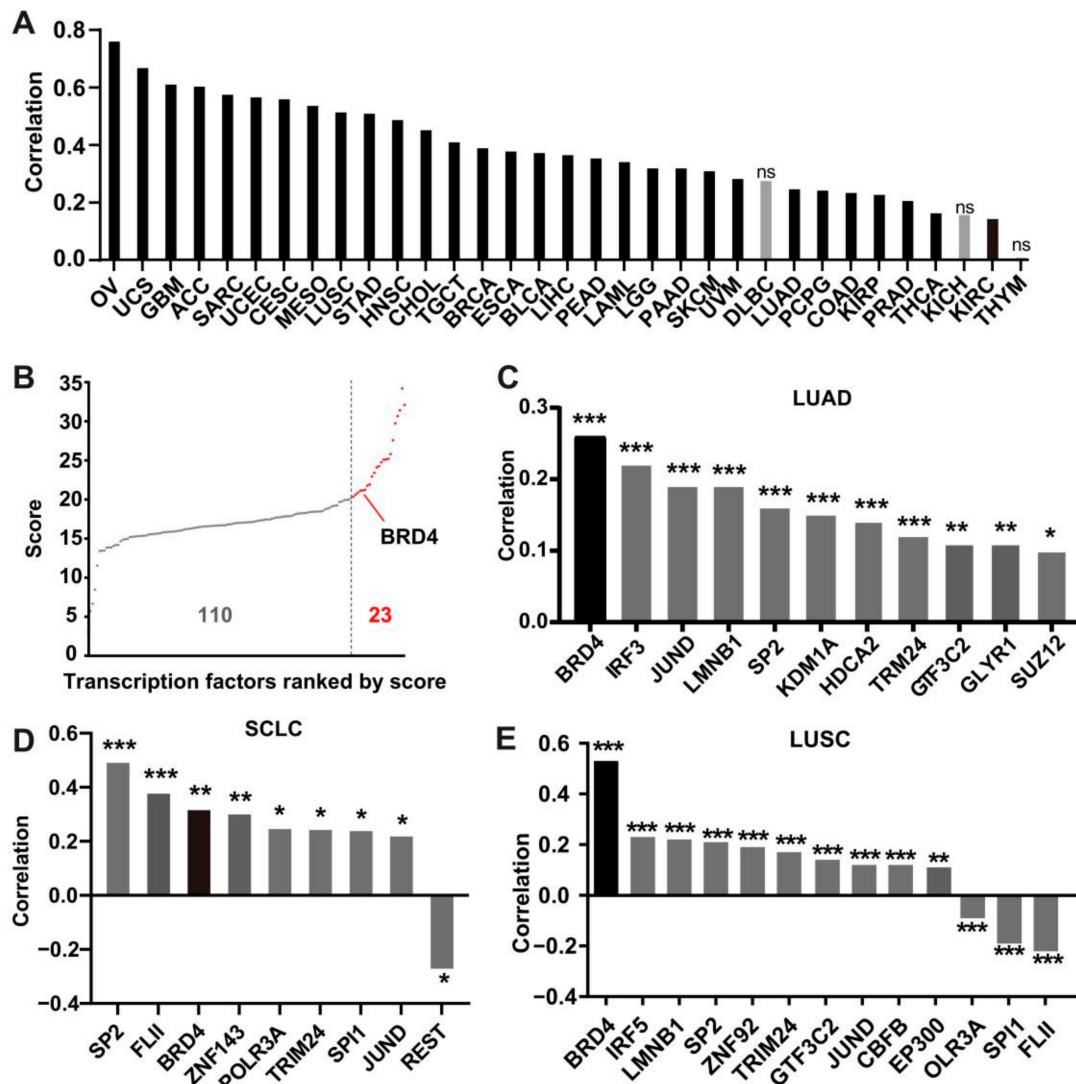 A
Correlation
0.8
0.6
0.4
0.2
0.0
ns
ns
ns
OV
UCS
GBM
ACC
SARC
UCEC
CESC
MESO
LUSC
STAD
HNSC
CHOL
TGCT
BRCA
ESCA
BLCA
LIHC
PEAD
LAML
LGG
PAAD
SKCM
UVM
DLBC
LUAD
PCPG
COAD
KIRP
PRAD
THCA
KICH
KIRC
THYM
B
Score
35
30
25
20
15
10
5
0
BRD4
110
23
Transcription factors ranked by score
C
LUAD
Correlation
0.3
0.2
0.1
0.0
*** *** *** *** *** *** *** *** ** ** *
BRD4
IRF3
JUND
LMNB1
SP2
KDM1A
HDCA2
TRM24
GTF3C2
GLYR1
SUZ12
D
SCLC
Correlation
0.6
0.4
0.2
0.0
−0.2
−0.4
*** *** ** ** * * * * *
SP2
FLII
BRD4
ZNF143
POLR3A
TRIM24
SPI1
JUND
REST
E
LUSC
Correlation
0.6
0.4
0.2
0.0
−0.2
−0.4
*** *** *** *** *** *** *** *** *** ** *** *** ***
BRD4
IRF5
LMNB1
SP2
ZNF92
TRIM24
GTF3C2
JUND
CBFB
EP300
OLR3A
SPI1
FLII